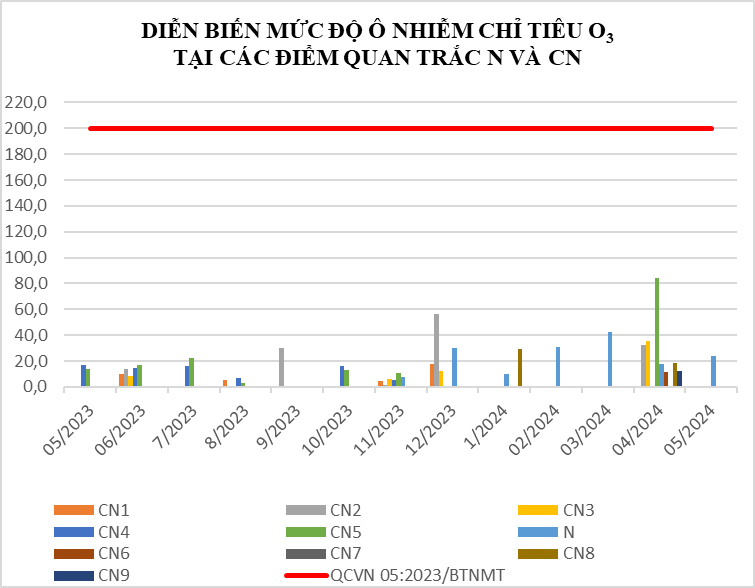 DIỄN BIẾN MỨC ĐỘ Ô NHIỄM CHỈ TIÊU O₃
TẠI CÁC ĐIỂM QUAN TRẮC N VÀ CN
220,0
200,0
180,0
160,0
140,0
120,0
100,0
80,0
60,0
40,0
20,0
0,0
05/2023 06/2023 7/2023 8/2023 9/2023 10/2023 11/2023 12/2023 1/2024 02/2024 03/2024 04/2024 05/2024
CN1 CN2 CN3
CN4 CN5 N
CN6 CN7 CN8
CN9 QCVN 05:2023/BTNMT